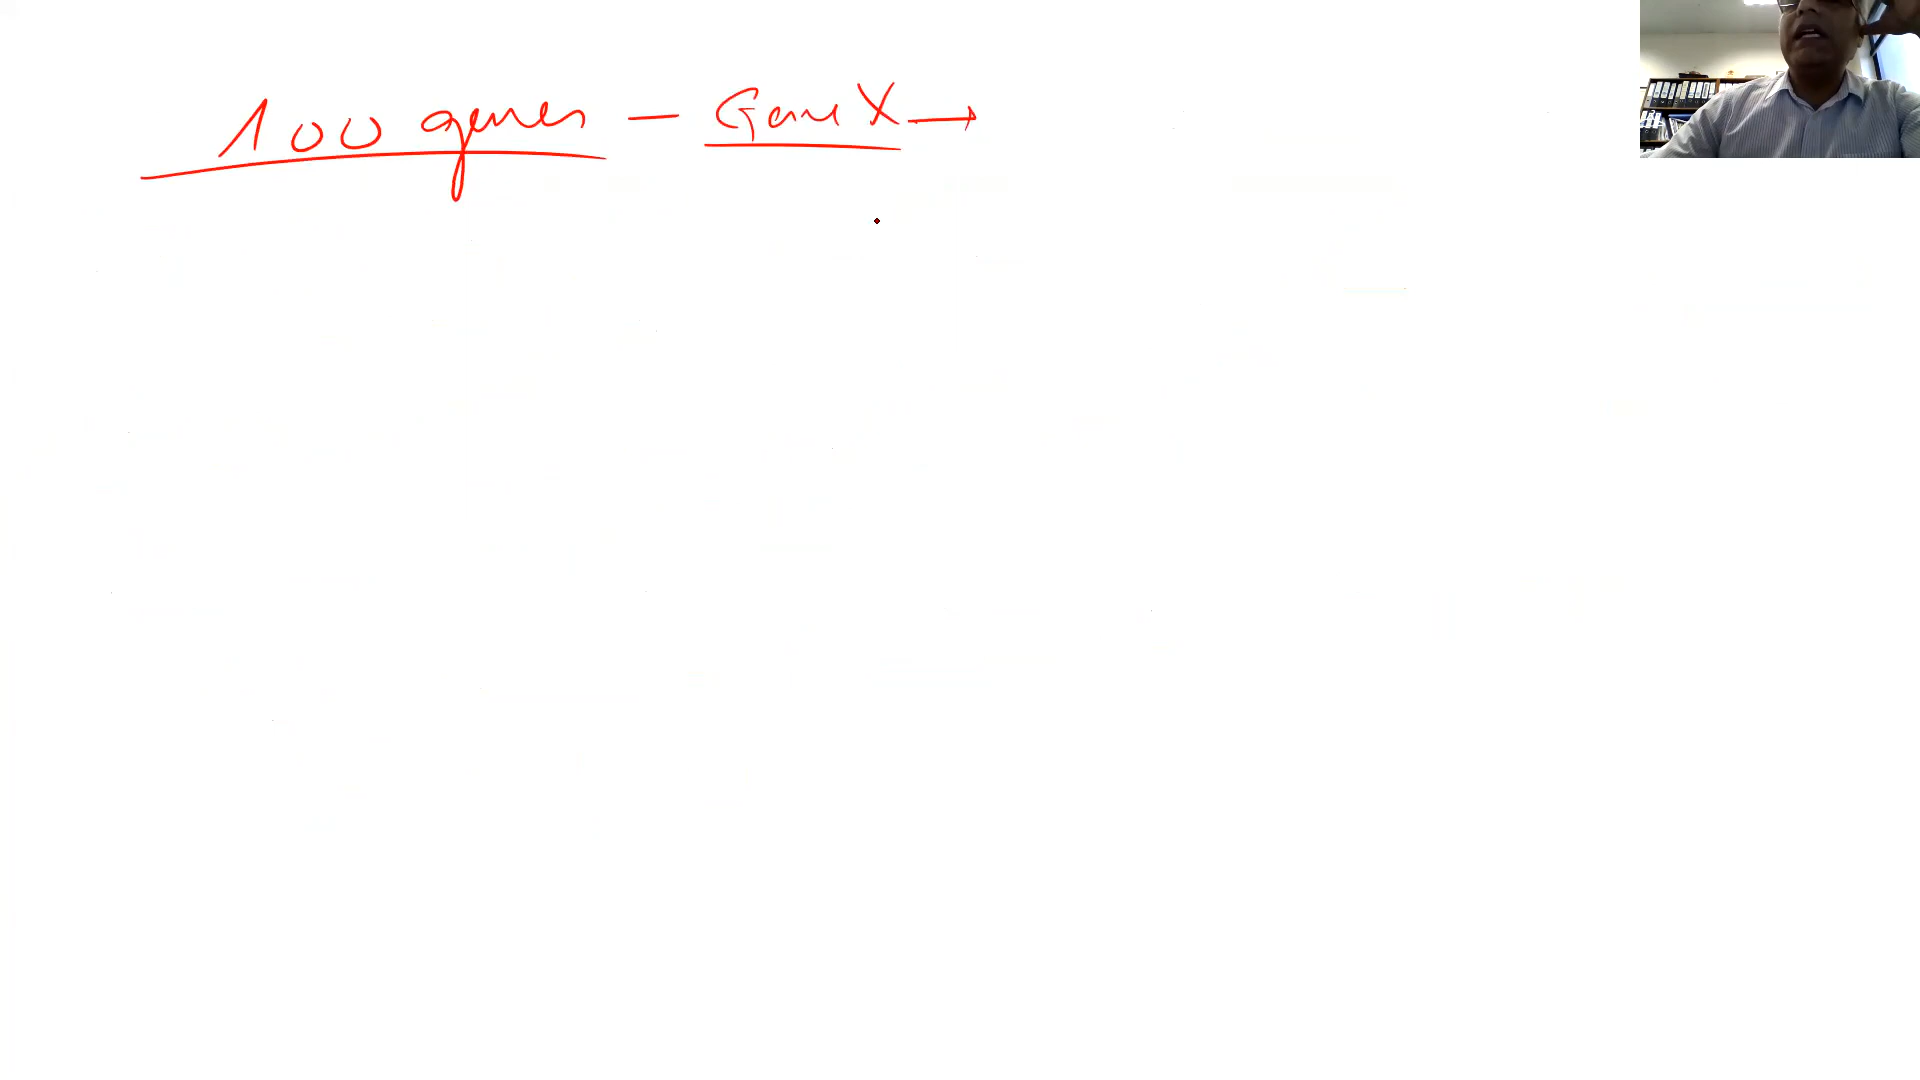 100 genes – Gene X →